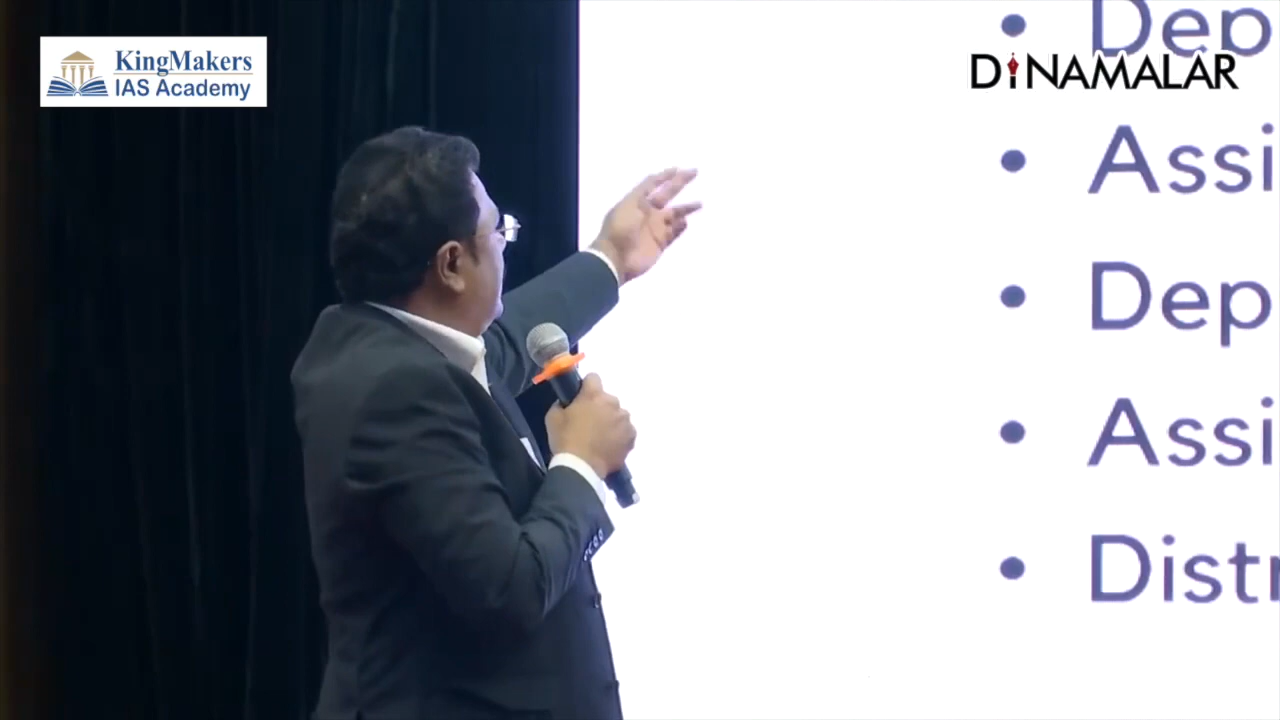 KingMakers
IAS Academy
• Dep
DINAMALAR
• Assi
• Dep
• Assi
• Distr